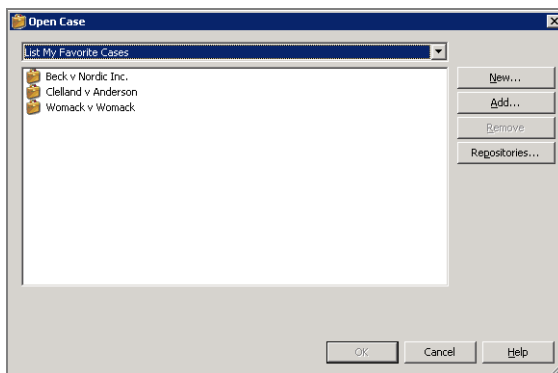 Open Case
List My Favorite Cases
Beck v Nordic Inc.
Clelland v Anderson
Womack v Womack
New...
Add...
Remove
Repositories...
OK
Cancel
Help